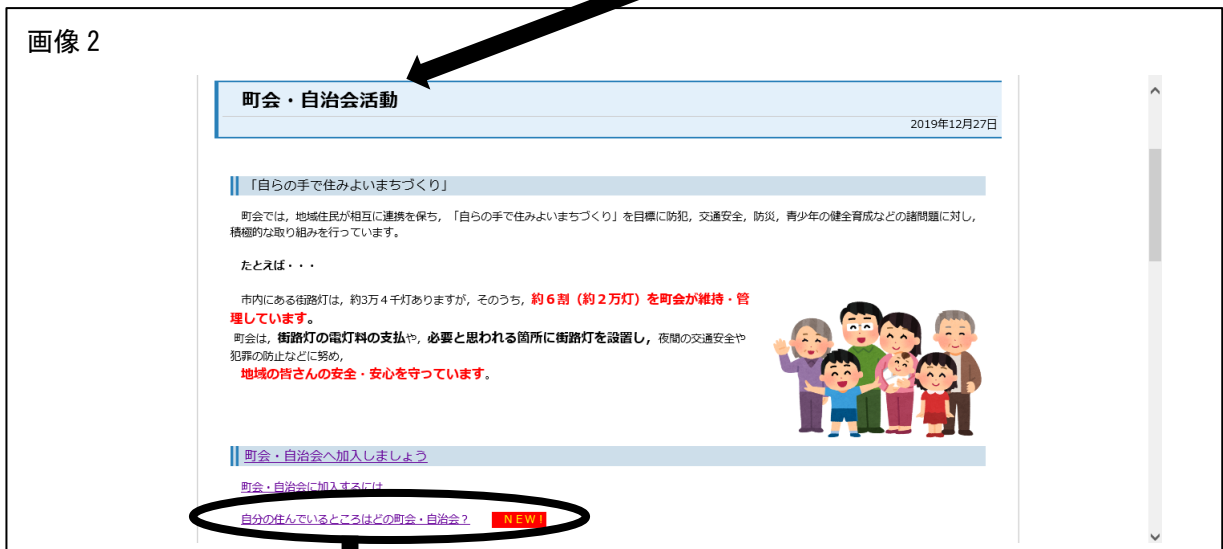 画像2
町会・自治会活動
2019年12月27日
「自らの手で住みよいまちづくり」
町会では，地域住民が相互に連携を保ち，「自らの手で住みよいまちづくり」を目標に防犯，交通安全，防災，青少年の健全育成などの諸問題に対し，
積極的な取り組みを行っています。
たとえば・・・
市内にある街路灯は，約3万４千灯ありますが，そのうち，約６割（約２万灯）を町会が維持・管
理しています。
町会は，街路灯の電灯料の支払や，必要と思われる箇所に街路灯を設置し，夜間の交通安全や
犯罪の防止などに努め，
地域の皆さんの安全・安心を守っています。
町会・自治会へ加入しましょう
町会・自治会に加入するには
自分の住んでいるところはどの町会・自治会？ ＮＥＷ！